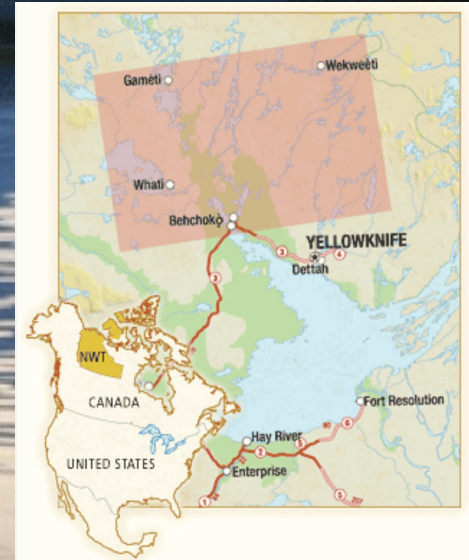 Gamètì
Wekweètì
Whatì
Behchokǫ̀
3
YELLOWKNIFE
4
Dettah
3
NWT
CANADA
Fort Resolution
6
Hay River
5
2
UNITED STATES
Enterprise
1
5